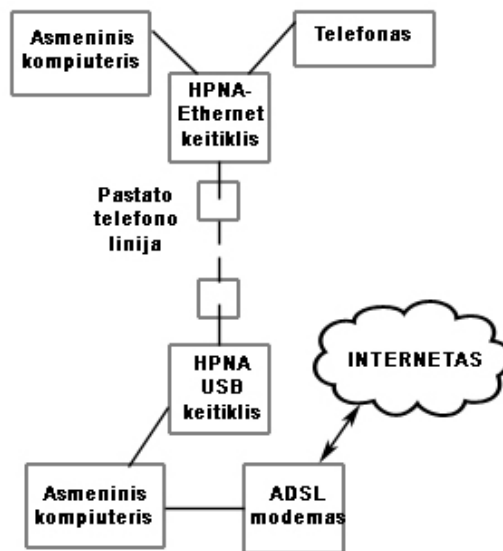 Asmeninis
kompiuteris
Telefonas
HPNA-
Ethernet
keitiklis
Pastato
telefono
linija
HPNA
USB
keitiklis
INTERNETAS
Asmeninis
kompiuteris
ADSL
modemas